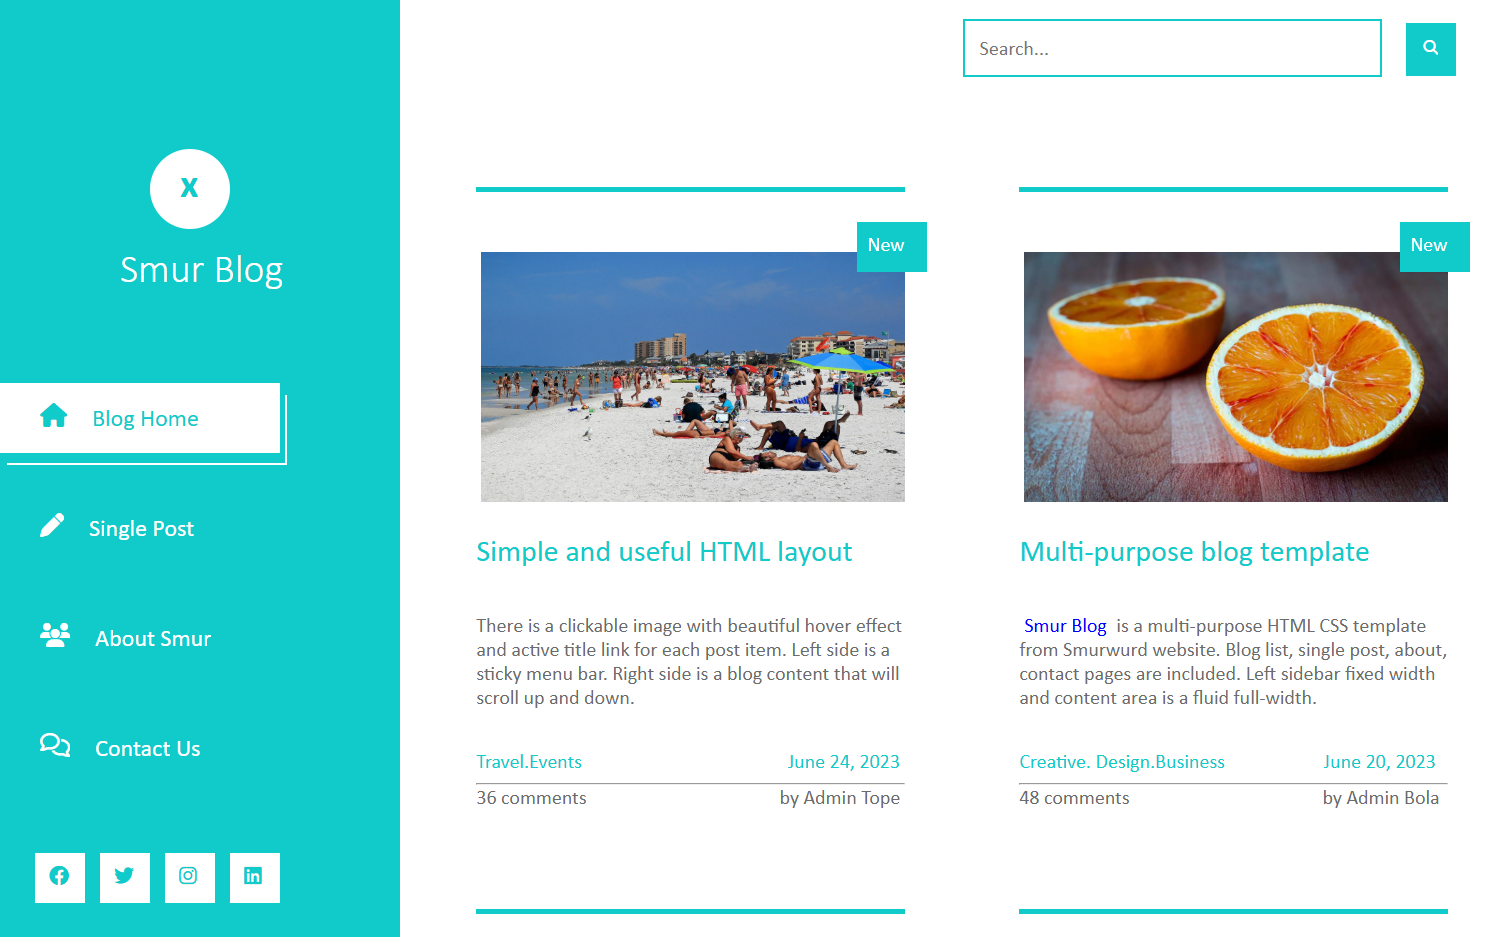 X
Smur Blog
Blog Home
Single Post
About Smur
Contact Us
Search...
New
Simple and useful HTML layout
There is a clickable image with beautiful hover effect
and active title link for each post item. Left side is a
sticky menu bar. Right side is a blog content that will
scroll up and down.
Travel.Events June 24, 2023
36 comments by Admin Tope
New
Multi-purpose blog template
Smur Blog is a multi-purpose HTML CSS template
from Smurwurd website. Blog list, single post, about,
contact pages are included. Left sidebar fixed width
and content area is a fluid full-width.
Creative. Design.Business June 20, 2023
48 comments by Admin Bola